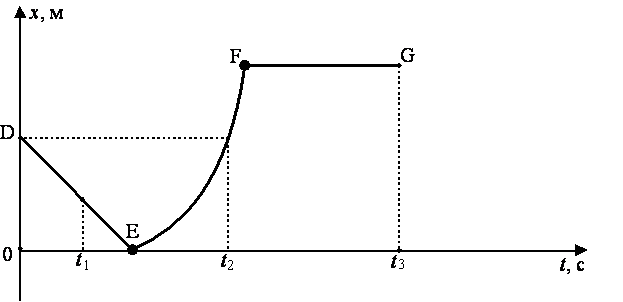 x, м
F
G
D
E
0
t1
t2
t3
t, с